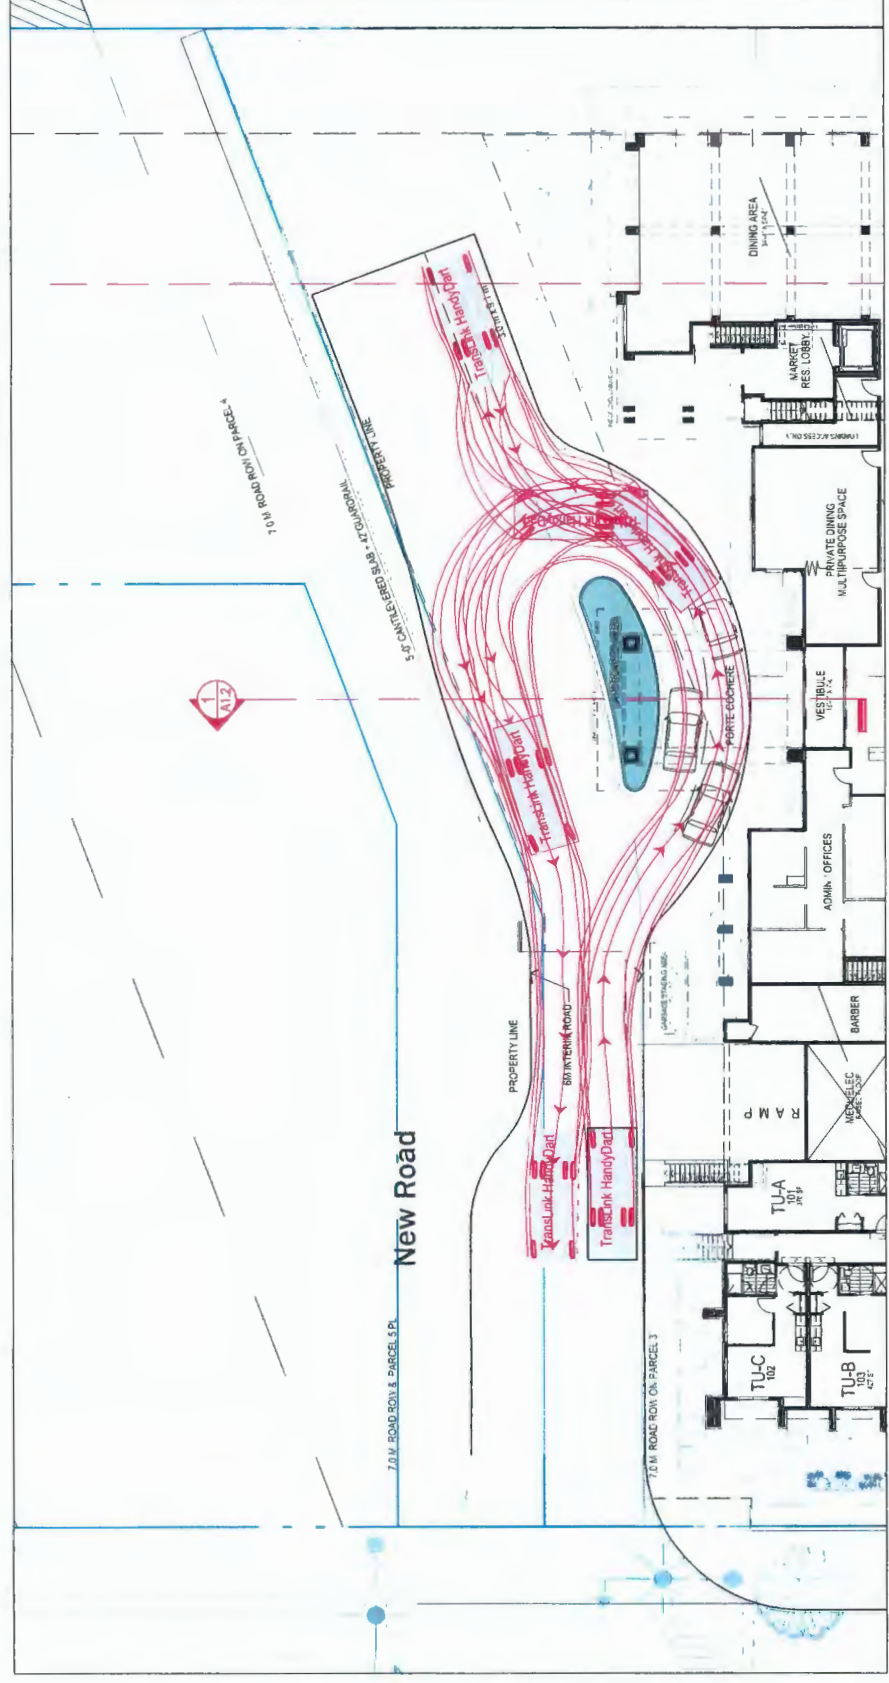 7.0 M ROAD ROW ON PARCEL 4
5'-0" CANTILEVERED SLAB + 42" GUARDRAIL
PROPERTY LINE
TransLink HandyDart
DINING AREA
MARKET
RES. LOBBY
LOADING ACCESS ONLY
PRIVATE DINING
MULTIPURPOSE SPACE
TransLink HandyDart
1
A1.2
TransLink HandyDart
PORTE-COCHERE
VESTIBULE
ADMIN OFFICES
PROPERTY LINE
6M INTERIM ROAD
BARBER
RAMP
MECH/ELEC
New Road
TransLink HandyDart
TransLink HandyDart
TU-A
101
7.0 M ROAD ROW & PARCEL 5 PL
7.0 M ROAD ROW ON PARCEL 3
TU-C
102
TU-B
103